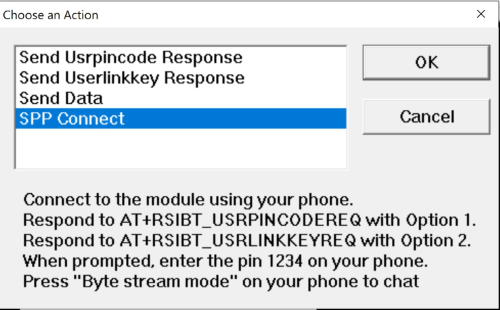 Choose an Action
Send Usrpincode Response
Send Userlinkkey Response
Send Data
SPP Connect
OK
Cancel
Connect to the module using your phone.
Respond to AT+RSIBT_USRPINCODEREQ with Option 1.
Respond to AT+RSIBT_USRLINKKEYREQ with Option 2.
When prompted, enter the pin 1234 on your phone.
Press "Byte stream mode" on your phone to chat